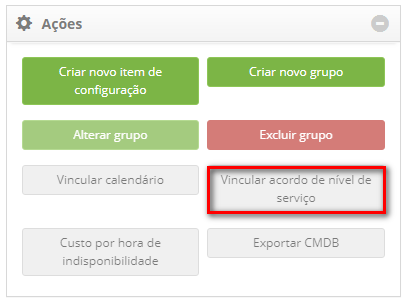 Ações
Criar novo item de
configuração
Criar novo grupo
Alterar grupo
Excluir grupo
Vincular calendário
Vincular acordo de nível de
serviço
Custo por hora de
indisponibilidade
Exportar CMDB